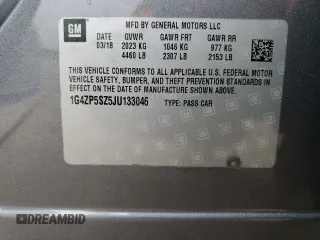 GM
MFD BY GENERAL MOTORS LLC
03/18 GVWR GAWR FRT GAWR RR
2023 KG 1046 KG 977 KG
4460 LB 2307 LB 2153 LB
THIS VEHICLE CONFORMS TO ALL APPLICABLE U.S. FEDERAL MOTOR
VEHICLE SAFETY, BUMPER, AND THEFT PREVENTION STANDARDS IN
EFFECT ON THE DATE OF MANUFACTURE SHOWN ABOVE.
1G4ZP5SZ5JU133046 TYPE: PASS CAR
DREAMBID
DREAMBID